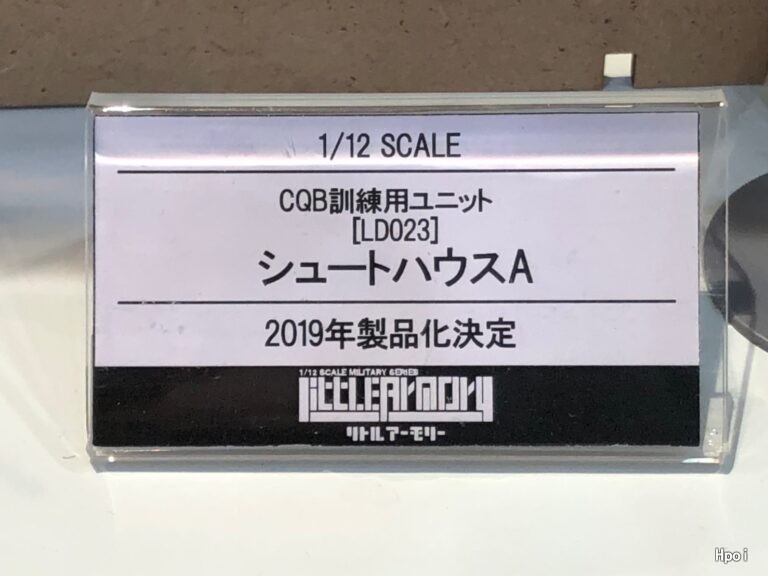 1/12 SCALE
CQB訓練用ユニット
[LD023]
シュートハウスA
2019年製品化決定
1/12 SCALE MILITARY SERIES
LittLEArmory
リトルアーモリー
Hpoi